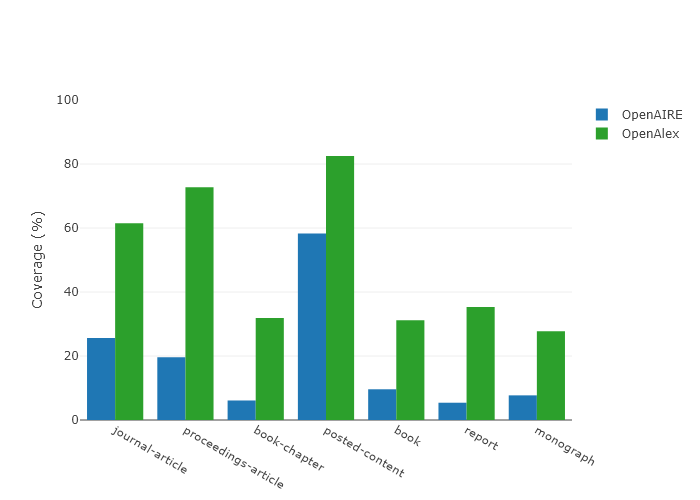 100
80
60
40
20
0
Coverage (%)
journal-article
proceedings-article
book-chapter
posted-content
book
report
monograph
OpenAIRE
OpenAlex